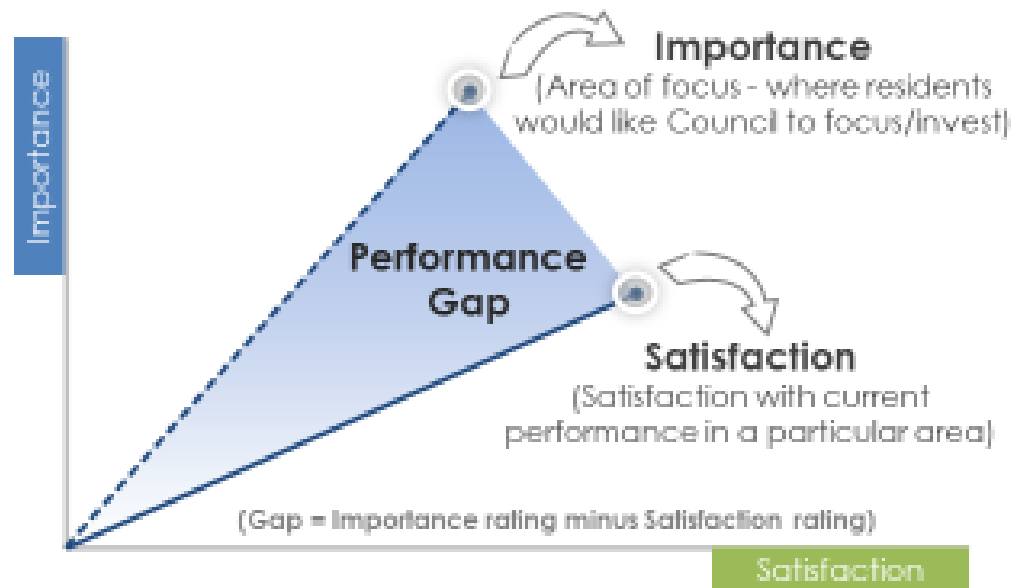 Importance
Importance
(Area of focus - where residents
would like Council to focus/invest)
Performance
Gap
Satisfaction
(Satisfaction with current
performance in a particular area)
(Gap = Importance rating minus Satisfaction rating)
Satisfaction